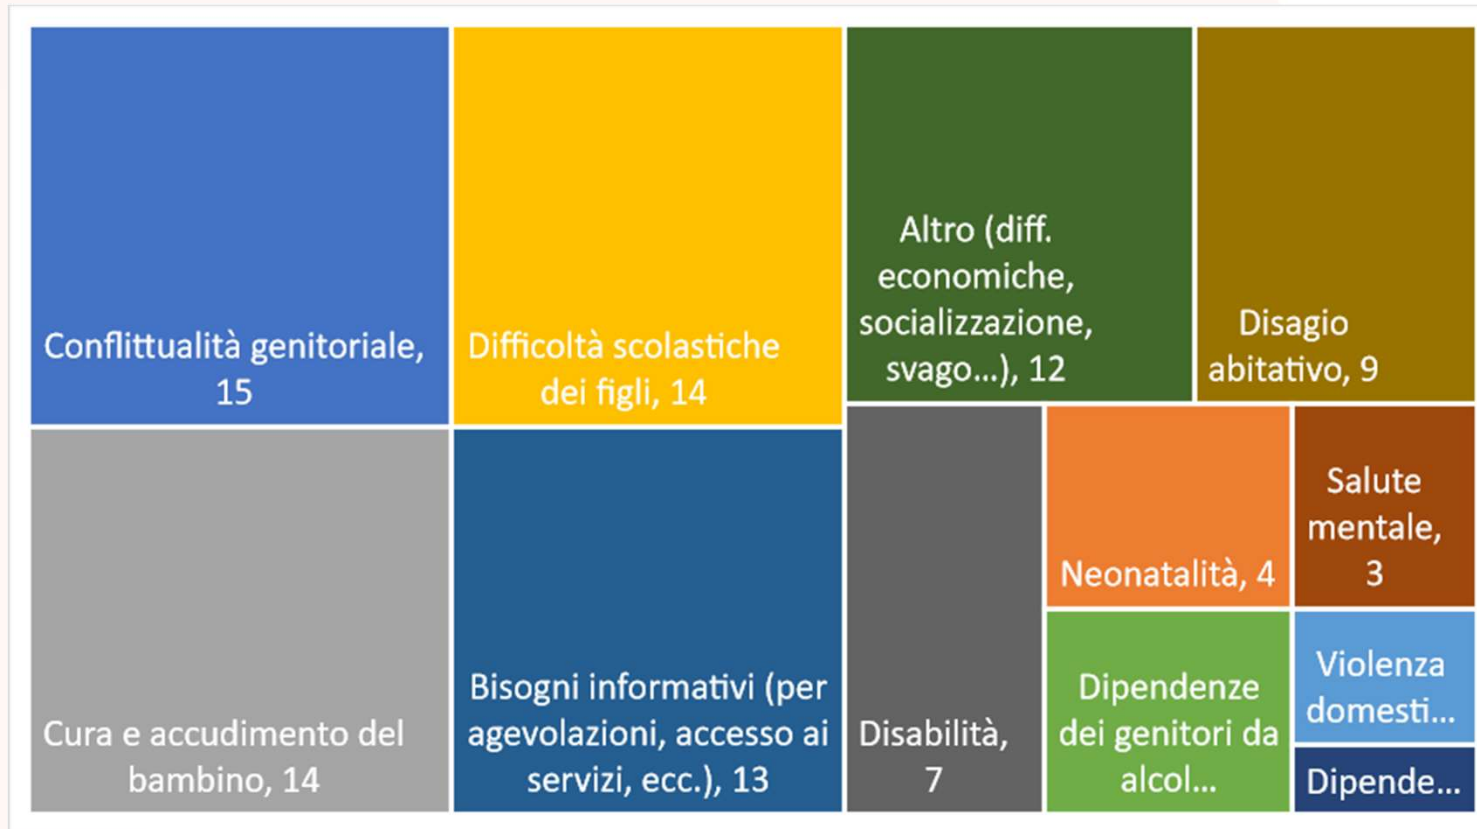 Conflittualità genitoriale,
15
Difficoltà scolastiche
dei figli, 14
Altro (diff.
economiche,
socializzazione,
svago...), 12
Disagio
abitativo, 9
Cura e accudimento del
bambino, 14
Bisogni informativi (per
agevolazioni, accesso ai
servizi, ecc.), 13
Disabilità,
7
Neonatalità, 4
Salute
mentale,
3
Dipendenze
dei genitori da
alcol...
Violenza
domesti...
Dipende...